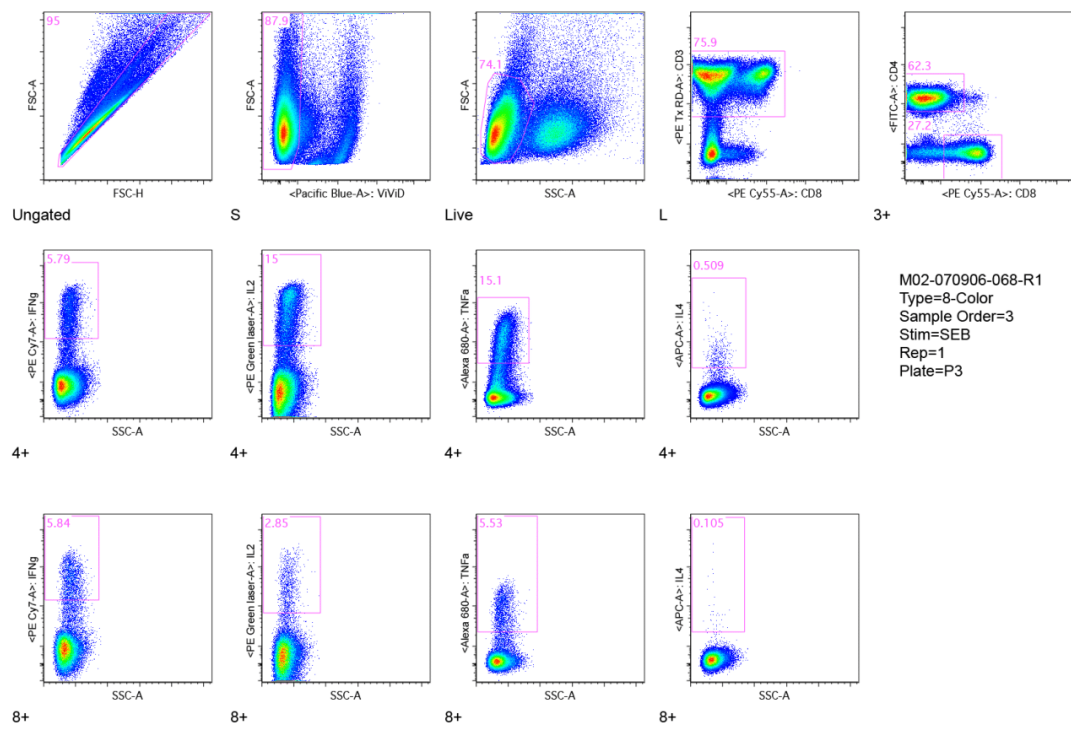 95
FSC-A
FSC-H
Ungated
87.9
FSC-A
<Pacific Blue-A>: ViViD
S
74.1
FSC-A
SSC-A
Live
75.9
<PE Tx RD-A>: CD3
<PE Cy55-A>: CD8
L
62.3
27.2
<FITC-A>: CD4
<PE Cy55-A>: CD8
3+
5.79
<PE Cy7-A>: IFNg
SSC-A
4+
15
<PE Green laser-A>: IL2
SSC-A
4+
15.1
<Alexa 680-A>: TNFa
SSC-A
4+
0.509
<APC-A>: IL4
SSC-A
4+
M02-070906-068-R1
Type=8-Color
Sample Order=3
Stim=SEB
Rep=1
Plate=P3
5.84
<PE Cy7-A>: IFNg
SSC-A
8+
2.85
<PE Green laser-A>: IL2
SSC-A
8+
5.53
<Alexa 680-A>: TNFa
SSC-A
8+
0.105
<APC-A>: IL4
SSC-A
8+